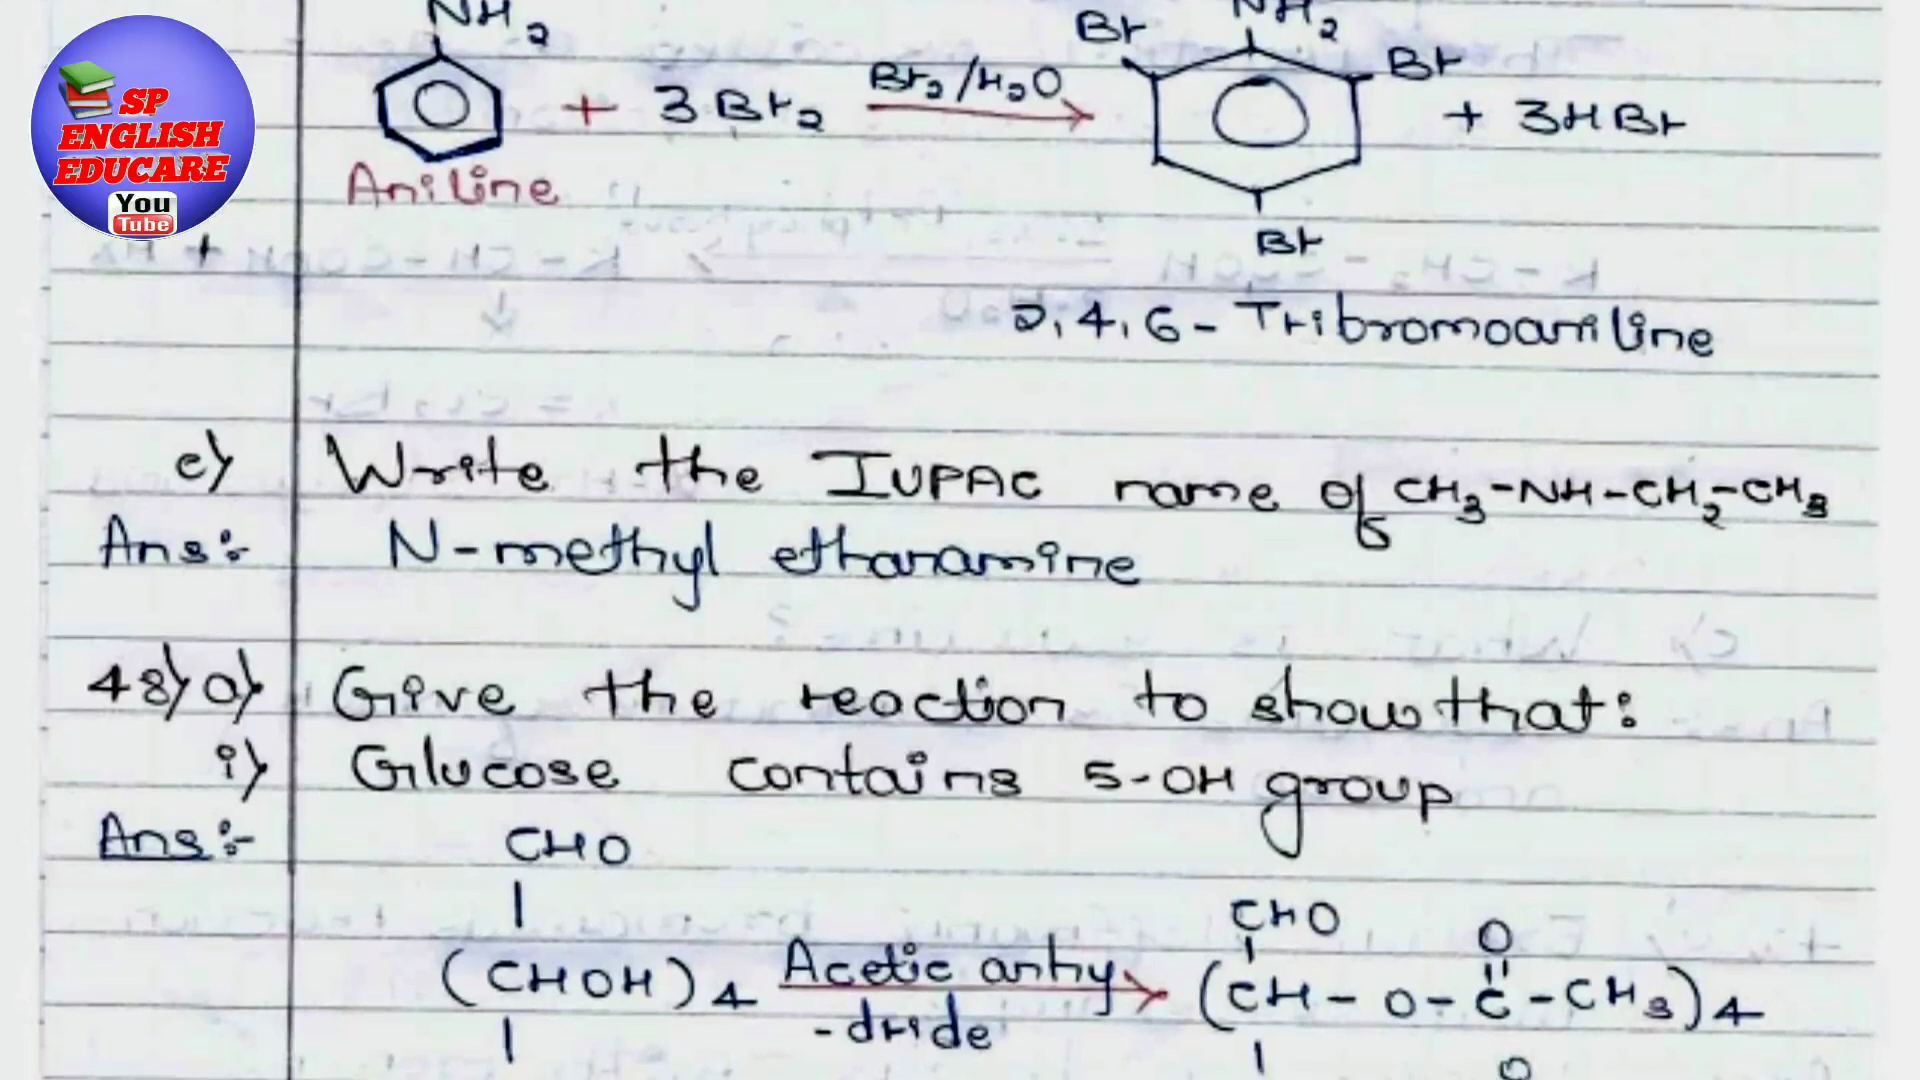 NH2
Br NH2 Br
+ 3Br2 Br2/H2O + 3HBr
Aniline
Br
2,4,6-Tribromoaniline
SP
ENGLISH
EDUCARE
You
Tube
c) Write the IUPAC name of CH3-NH-CH2-CH3
Ans:- N-methyl ethanamine
48) a) Give the reaction to show that:
i) Glucose contains 5-OH group
Ans:- CHO
CHO O
(CHOH)4 Acetic anhy (CH-O-C-CH3)4
-dride
O